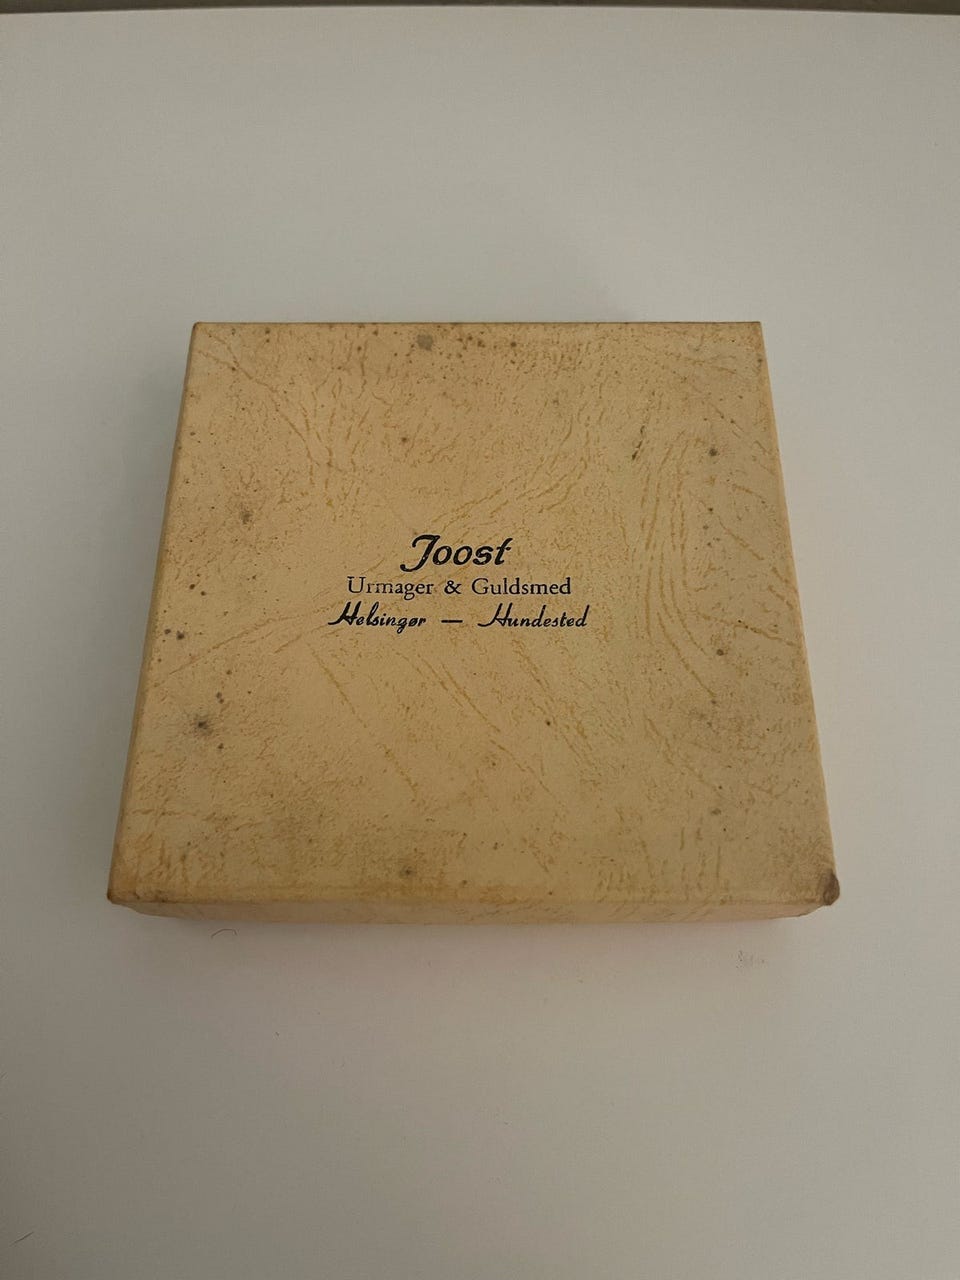 Joost
Urmager & Guldsmed
Helsingør — Hundested